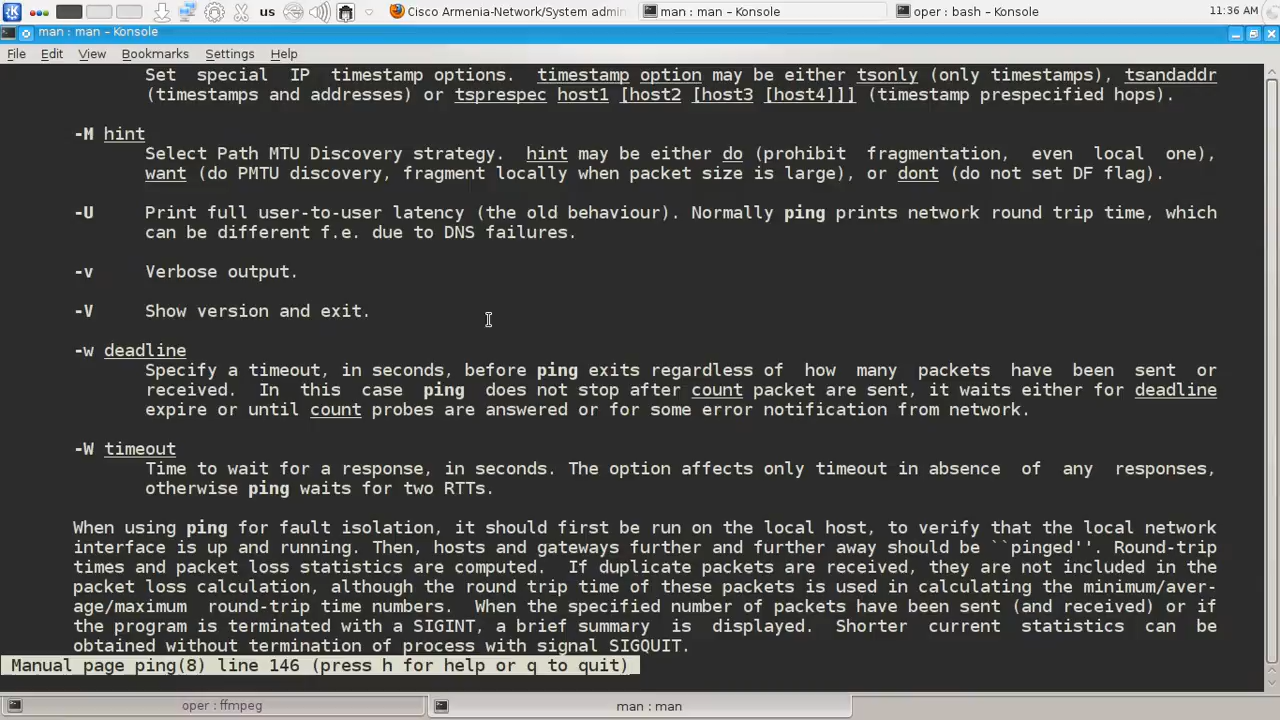 us
Cisco Armmia-Network/System admin
man : man – Konsole
oper : bash – Konsole
11:36 AM
man : man – Konsole
File Edit View Bookmarks Settings Help
Set special IP timestamp options. timestamp option may be either tsonly (only timestamps), tsandaddr
(timestamps and addresses) or tsprespec host1 [host2 [host3 [host4]]] (timestamp prespecified hops).
-M hint
Select Path MTU Discovery strategy. hint may be either do (prohibit fragmentation, even local one),
want (do PMTU discovery, fragment locally when packet size is large), or dont (do not set DF flag).
-U Print full user-to-user latency (the old behaviour). Normally ping prints network round trip time, which
can be different f.e. due to DNS failures.
-v Verbose output.
-V Show version and exit.
-w deadline
Specify a timeout, in seconds, before ping exits regardless of how many packets have been sent or
received. In this case ping does not stop after count packet are sent, it waits either for deadline
expire or until count probes are answered or for some error notification from network.
-W timeout
Time to wait for a response, in seconds. The option affects only timeout in absence of any responses,
otherwise ping waits for two RTTs.
When using ping for fault isolation, it should first be run on the local host, to verify that the local network
interface is up and running. Then, hosts and gateways further and further away should be ``pinged''. Round-trip
times and packet loss statistics are computed. If duplicate packets are received, they are not included in the
packet loss calculation, although the round trip time of these packets is used in calculating the minimum/aver-
age/maximum round-trip time numbers. When the specified number of packets have been sent (and received) or if
the program is terminated with a SIGINT, a brief summary is displayed. Shorter current statistics can be
obtained without termination of process with signal SIGQUIT.
Manual page ping(8) line 146 (press h for help or q to quit)
oper : ffmpeg
man : man